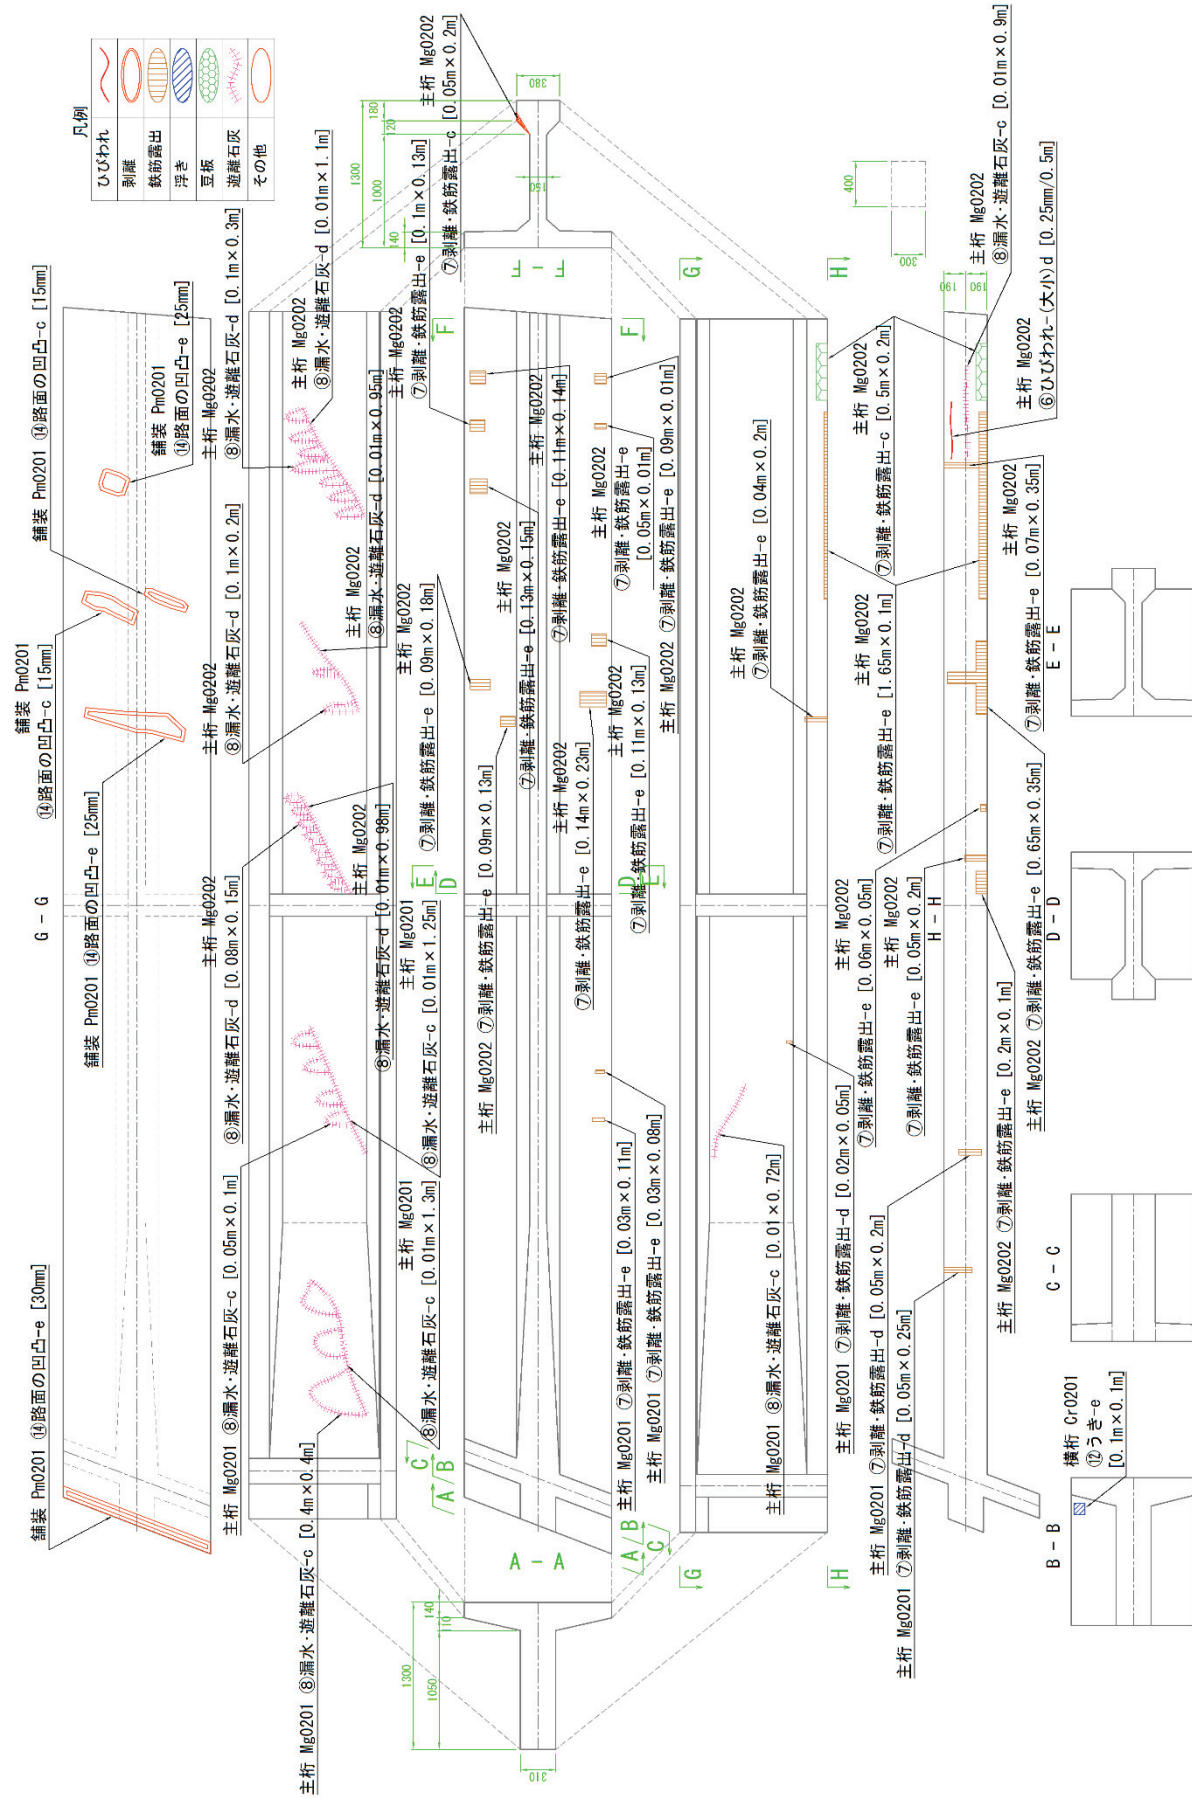 凡例
ひびわれ
剥離
鉄筋露出
浮き
豆板
遊離石灰
その他
G - G
舗装 Pm0201 ⑭路面の凹凸-e [30mm]
舗装 Pm0201 ⑭路面の凹凸-e [25mm]
舗装 Pm0201
⑭路面の凹凸-c [15mm]
舗装 Pm0201 ⑭路面の凹凸-c [15mm]
舗装 Pm0201
⑭路面の凹凸-e [25mm]
主桁 Mg0201 ⑧漏水・遊離石灰-c [0.4m×0.4m]
主桁 Mg0201 ⑧漏水・遊離石灰-c [0.05m×0.1m]
主桁 Mg0202
⑧漏水・遊離石灰-d [0.08m×0.15m]
主桁 Mg0202
⑧漏水・遊離石灰-d [0.1m×0.2m]
主桁 Mg0202
⑧漏水・遊離石灰-d [0.1m×0.3m]
主桁 Mg0202
⑧漏水・遊離石灰-d [0.01m×1.1m]
主桁 Mg0202
⑧漏水・遊離石灰-d [0.01m×0.95m]
主桁 Mg0202
⑧漏水・遊離石灰-d [0.01m×0.98m]
主桁 Mg0201
⑧漏水・遊離石灰-c [0.01m×1.25m]
主桁 Mg0201
⑧漏水・遊離石灰-c [0.01m×1.3m]
主桁 Mg0202
⑦剥離・鉄筋露出-e [0.09m×0.18m]
主桁 Mg0202
⑦剥離・鉄筋露出-e [0.1m×0.13m]
主桁 Mg0202
⑦剥離・鉄筋露出-c [0.05m×0.2m]
A - A
F - F
A
B
C
D
E
F
1300
1050
110
140
310
1300
1000
120
180
140
150
380
主桁 Mg0202 ⑦剥離・鉄筋露出-e [0.09m×0.13m]
主桁 Mg0202
⑦剥離・鉄筋露出-e [0.13m×0.15m]
主桁 Mg0202
⑦剥離・鉄筋露出-e [0.11m×0.14m]
主桁 Mg0202
⑦剥離・鉄筋露出-e [0.14m×0.23m]
主桁 Mg0202
⑦剥離・鉄筋露出-e
[0.05m×0.01m]
主桁 Mg0202
⑦剥離・鉄筋露出-e [0.11m×0.13m]
主桁 Mg0202 ⑦剥離・鉄筋露出-e [0.09m×0.01m]
主桁 Mg0201 ⑦剥離・鉄筋露出-e [0.03m×0.11m]
主桁 Mg0201 ⑦剥離・鉄筋露出-e [0.03m×0.08m]
D
E
F
A
B
C
G
G
H
H
主桁 Mg0202
⑦剥離・鉄筋露出-e [0.04m×0.2m]
主桁 Mg0201 ⑧漏水・遊離石灰-c [0.01×0.72m]
主桁 Mg0201 ⑦剥離・鉄筋露出-d [0.02m×0.05m]
主桁 Mg0202
⑦剥離・鉄筋露出-e [0.06m×0.05m]
主桁 Mg0202
⑦剥離・鉄筋露出-e [1.65m×0.1m]
主桁 Mg0202
⑦剥離・鉄筋露出-c [0.5m×0.2m]
主桁 Mg0201 ⑦剥離・鉄筋露出-d [0.05m×0.2m]
主桁 Mg0201 ⑦剥離・鉄筋露出-d [0.05m×0.25m]
主桁 Mg0202
⑦剥離・鉄筋露出-e [0.05m×0.2m]
H - H
400
300
190
190
主桁 Mg0202
⑧漏水・遊離石灰-c [0.01m×0.9m]
主桁 Mg0202
⑥ひびわれ-(大小)d [0.25mm/0.5m]
主桁 Mg0202 ⑦剥離・鉄筋露出-e [0.2m×0.1m]
主桁 Mg0202 ⑦剥離・鉄筋露出-e [0.65m×0.35m]
主桁 Mg0202
⑦剥離・鉄筋露出-e [0.07m×0.35m]
B - B
C - C
D - D
E - E
横桁 Cr0201
⑫うき-e
[0.1m×0.1m]